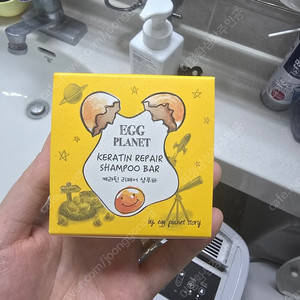 EGG
PLANET
KERATIN REPAIR
SHAMPOO BAR
케라틴 리페어 샴푸바
by. egg planet story